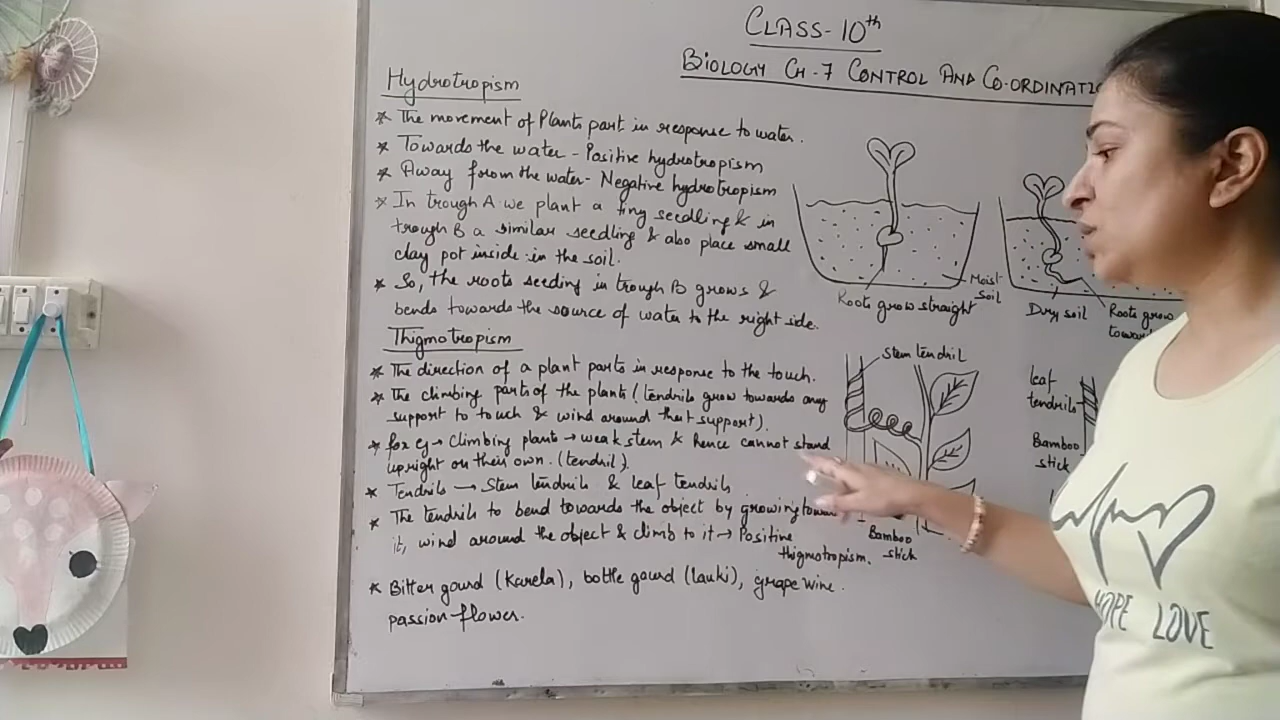 CLASS-10th
BIOLOGY CH-7 CONTROL AND CO-ORDINATIO
Hydrotropism
* The movement of Plants part in response to water.
* Towards the water - Positive hydrotropism
* Away from the water - Negative hydrotropism
* In trough A we plant a tiny seedling & in
trough B a similar seedling & also place small
clay pot inside in the soil.
* So, the roots seeding in trough B grows &
bends towards the source of water to the right side.
Moist
Soil
Roots grow straight
Dry soil
Roots grow
towar
Thigmotropism
* The direction of a plant parts in response to the touch.
* The climbing parts of the plants (tendrils grow towards any
support to touch & wind around that support).
* for eg → Climbing plants → weak stem & hence cannot stand
upright on their own. (tendril).
* Tendrils → Stem tendrils & leaf tendrils
* The tendrils to bend towards the object by growing towar
it, wind around the object & climb to it → Positive
thigmotropism.
* Bitter gourd (Karela), bottle gourd (lauki), grape wine.
passion flower.
Stem tendril
Bamboo
stick
leaf
tendrils
Bamboo
stick
HOPE LOVE